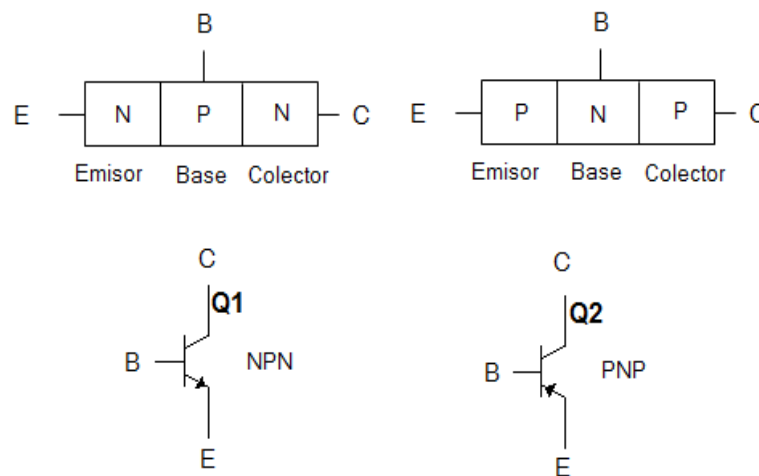 B
B
E N P N C
E P N P C
Emisor Base Colector
Emisor Base Colector
C
C
Q1
Q2
B NPN
B PNP
E
E